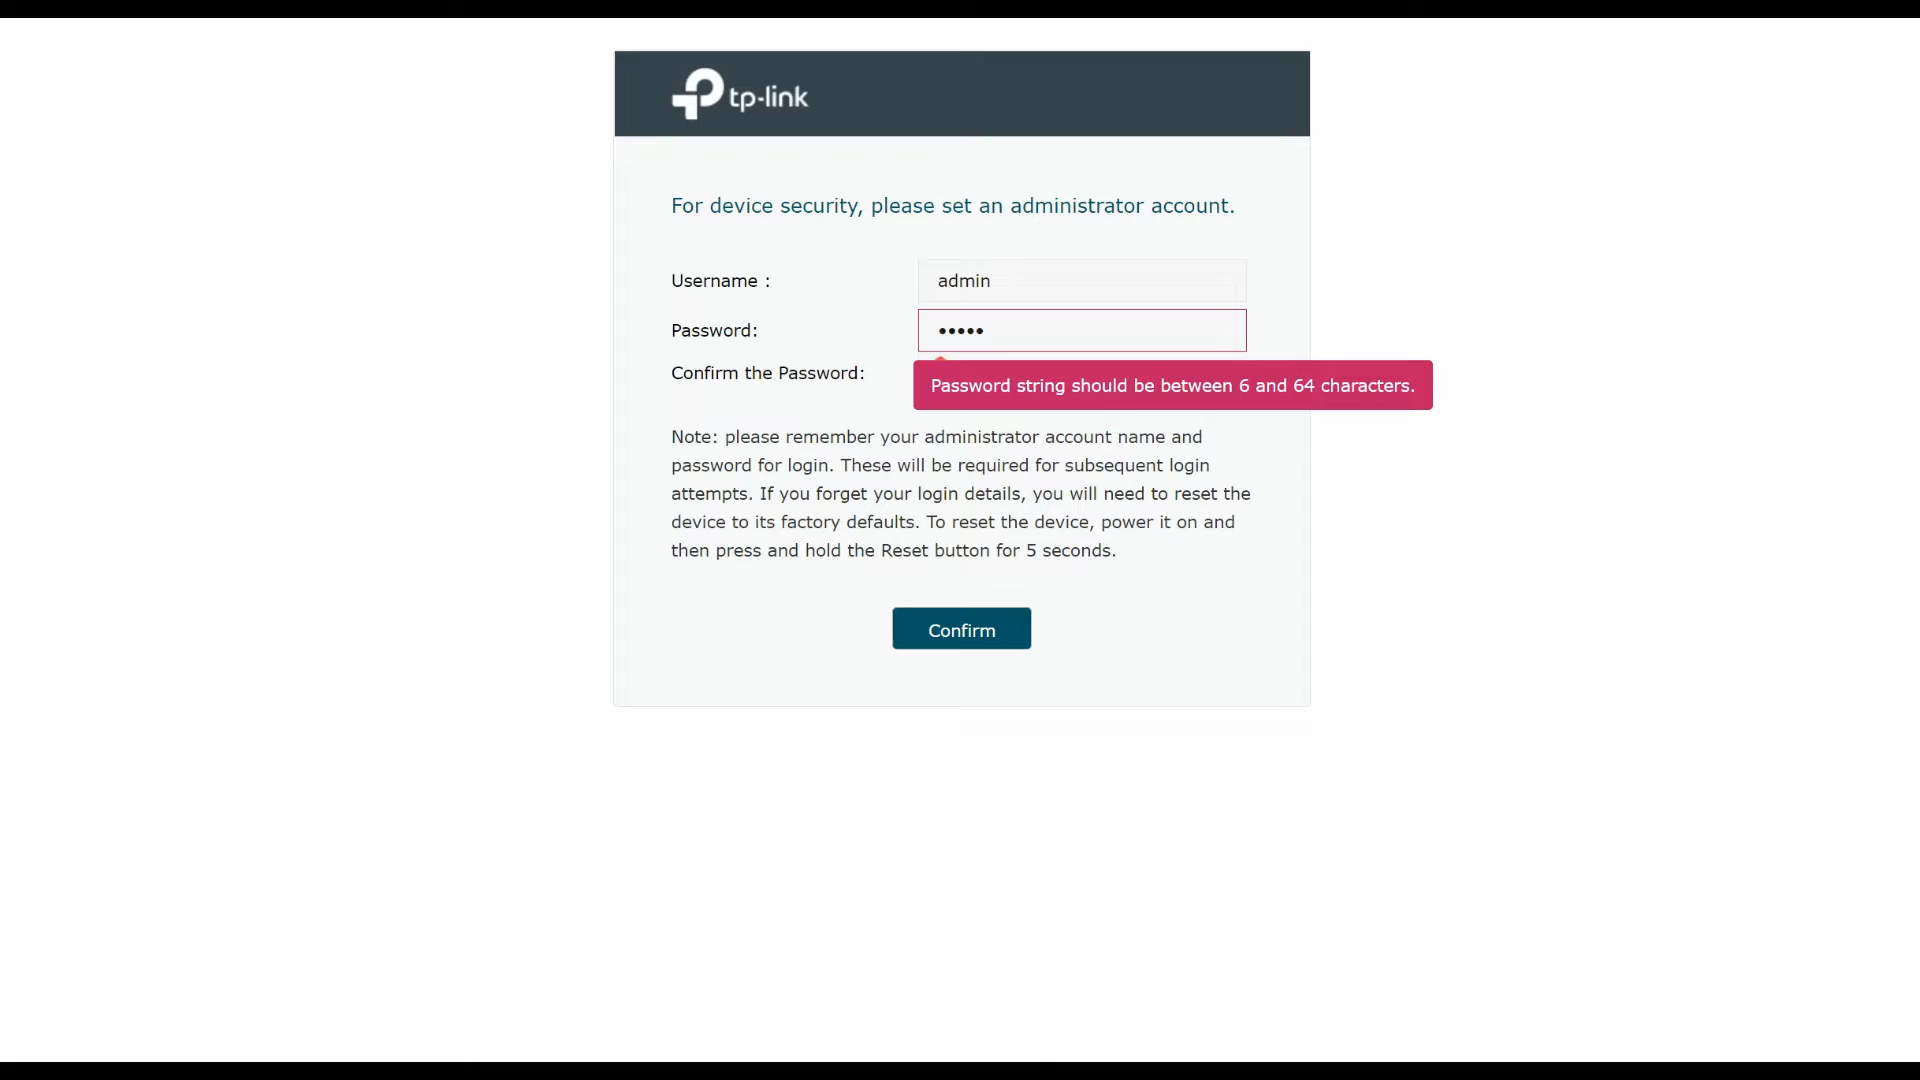 tp-link
For device security, please set an administrator account.
Username :
admin
Password:
•••••
Confirm the Password:
Password string should be between 6 and 64 characters.
Note: please remember your administrator account name and
password for login. These will be required for subsequent login
attempts. If you forget your login details, you will need to reset the
device to its factory defaults. To reset the device, power it on and
then press and hold the Reset button for 5 seconds.
Confirm